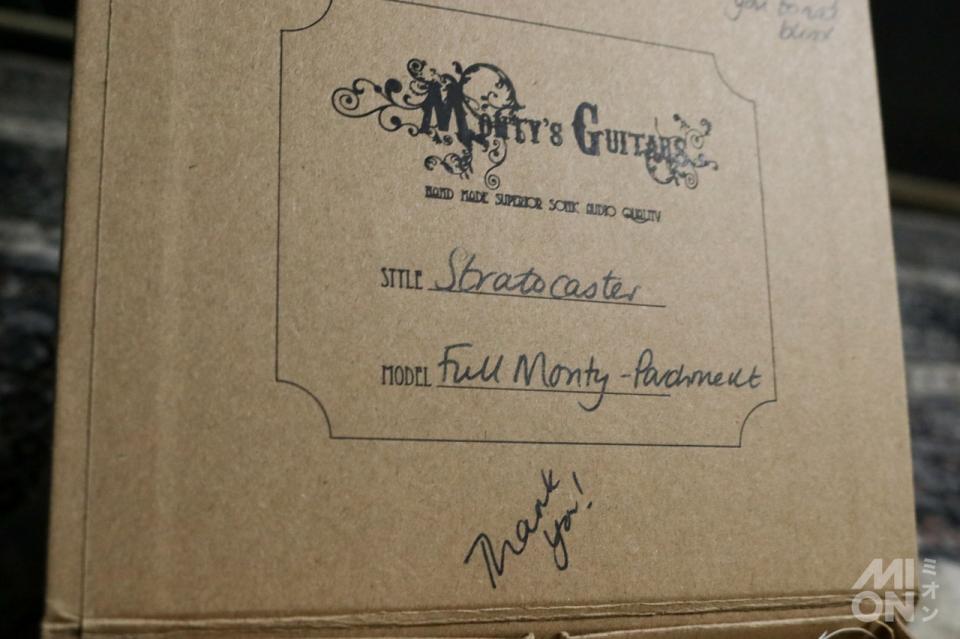 you
Monty's Guitars
HAND MADE SUPERIOR SONIC AUDIO QUALITY
STYLE Stratocaster
MODEL Full Monty - Parchment
Thank
you!
MI
ON
ミオン